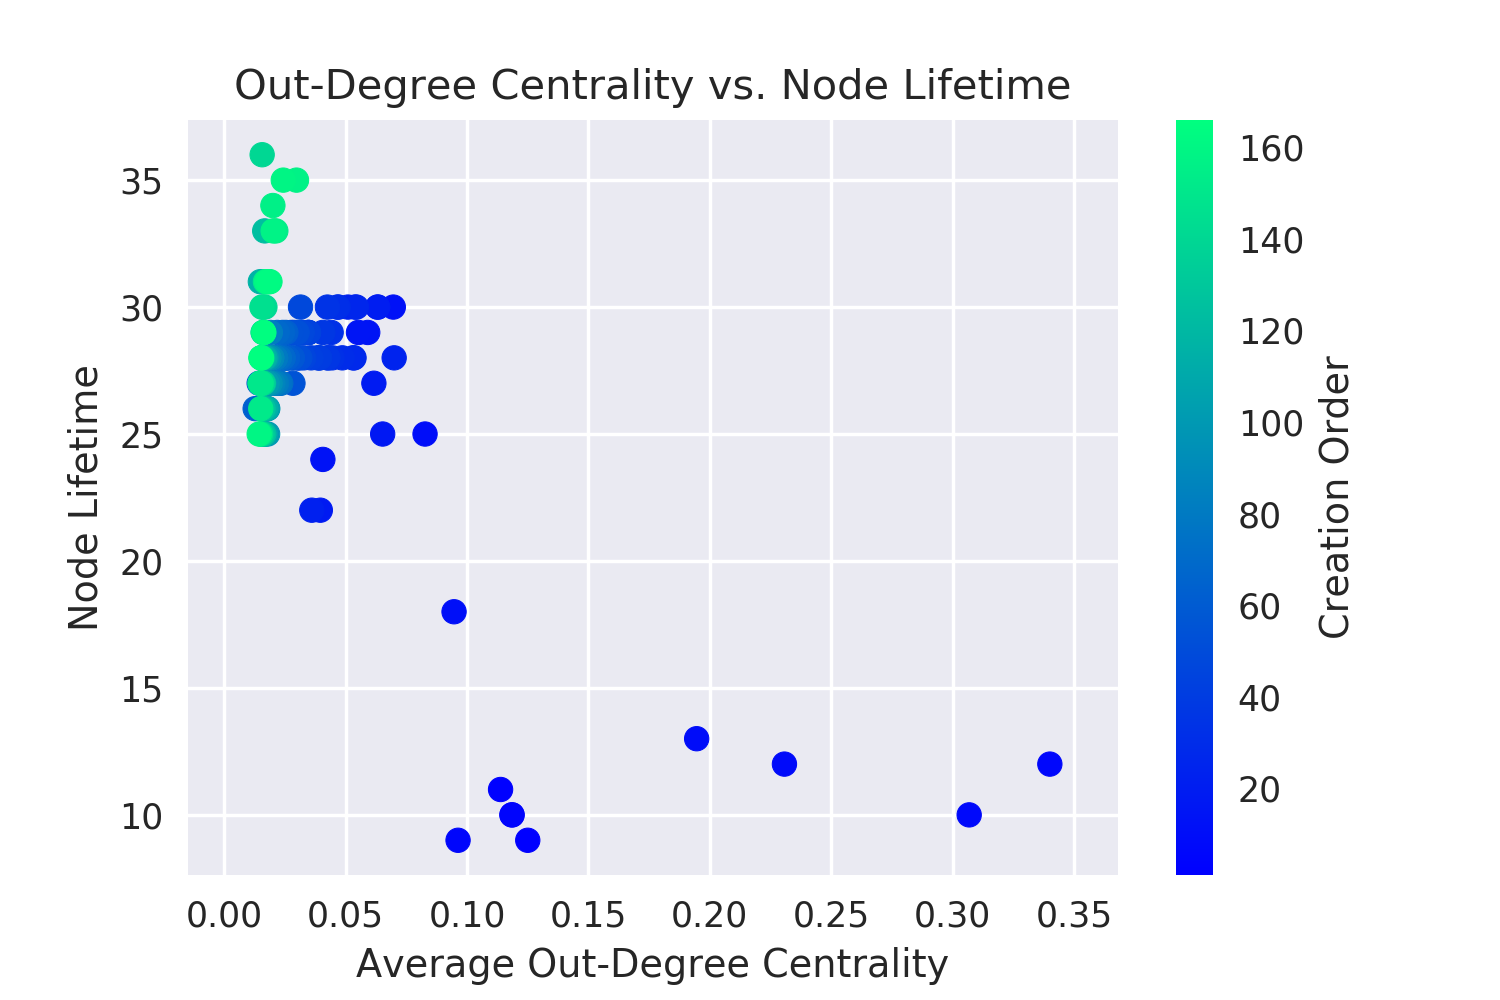 Out-Degree Centrality vs. Node Lifetime
Node Lifetime
35
30
25
20
15
10
0.00 0.05 0.10 0.15 0.20 0.25 0.30 0.35
Average Out-Degree Centrality
160
140
120
100
80
60
40
20
Creation Order